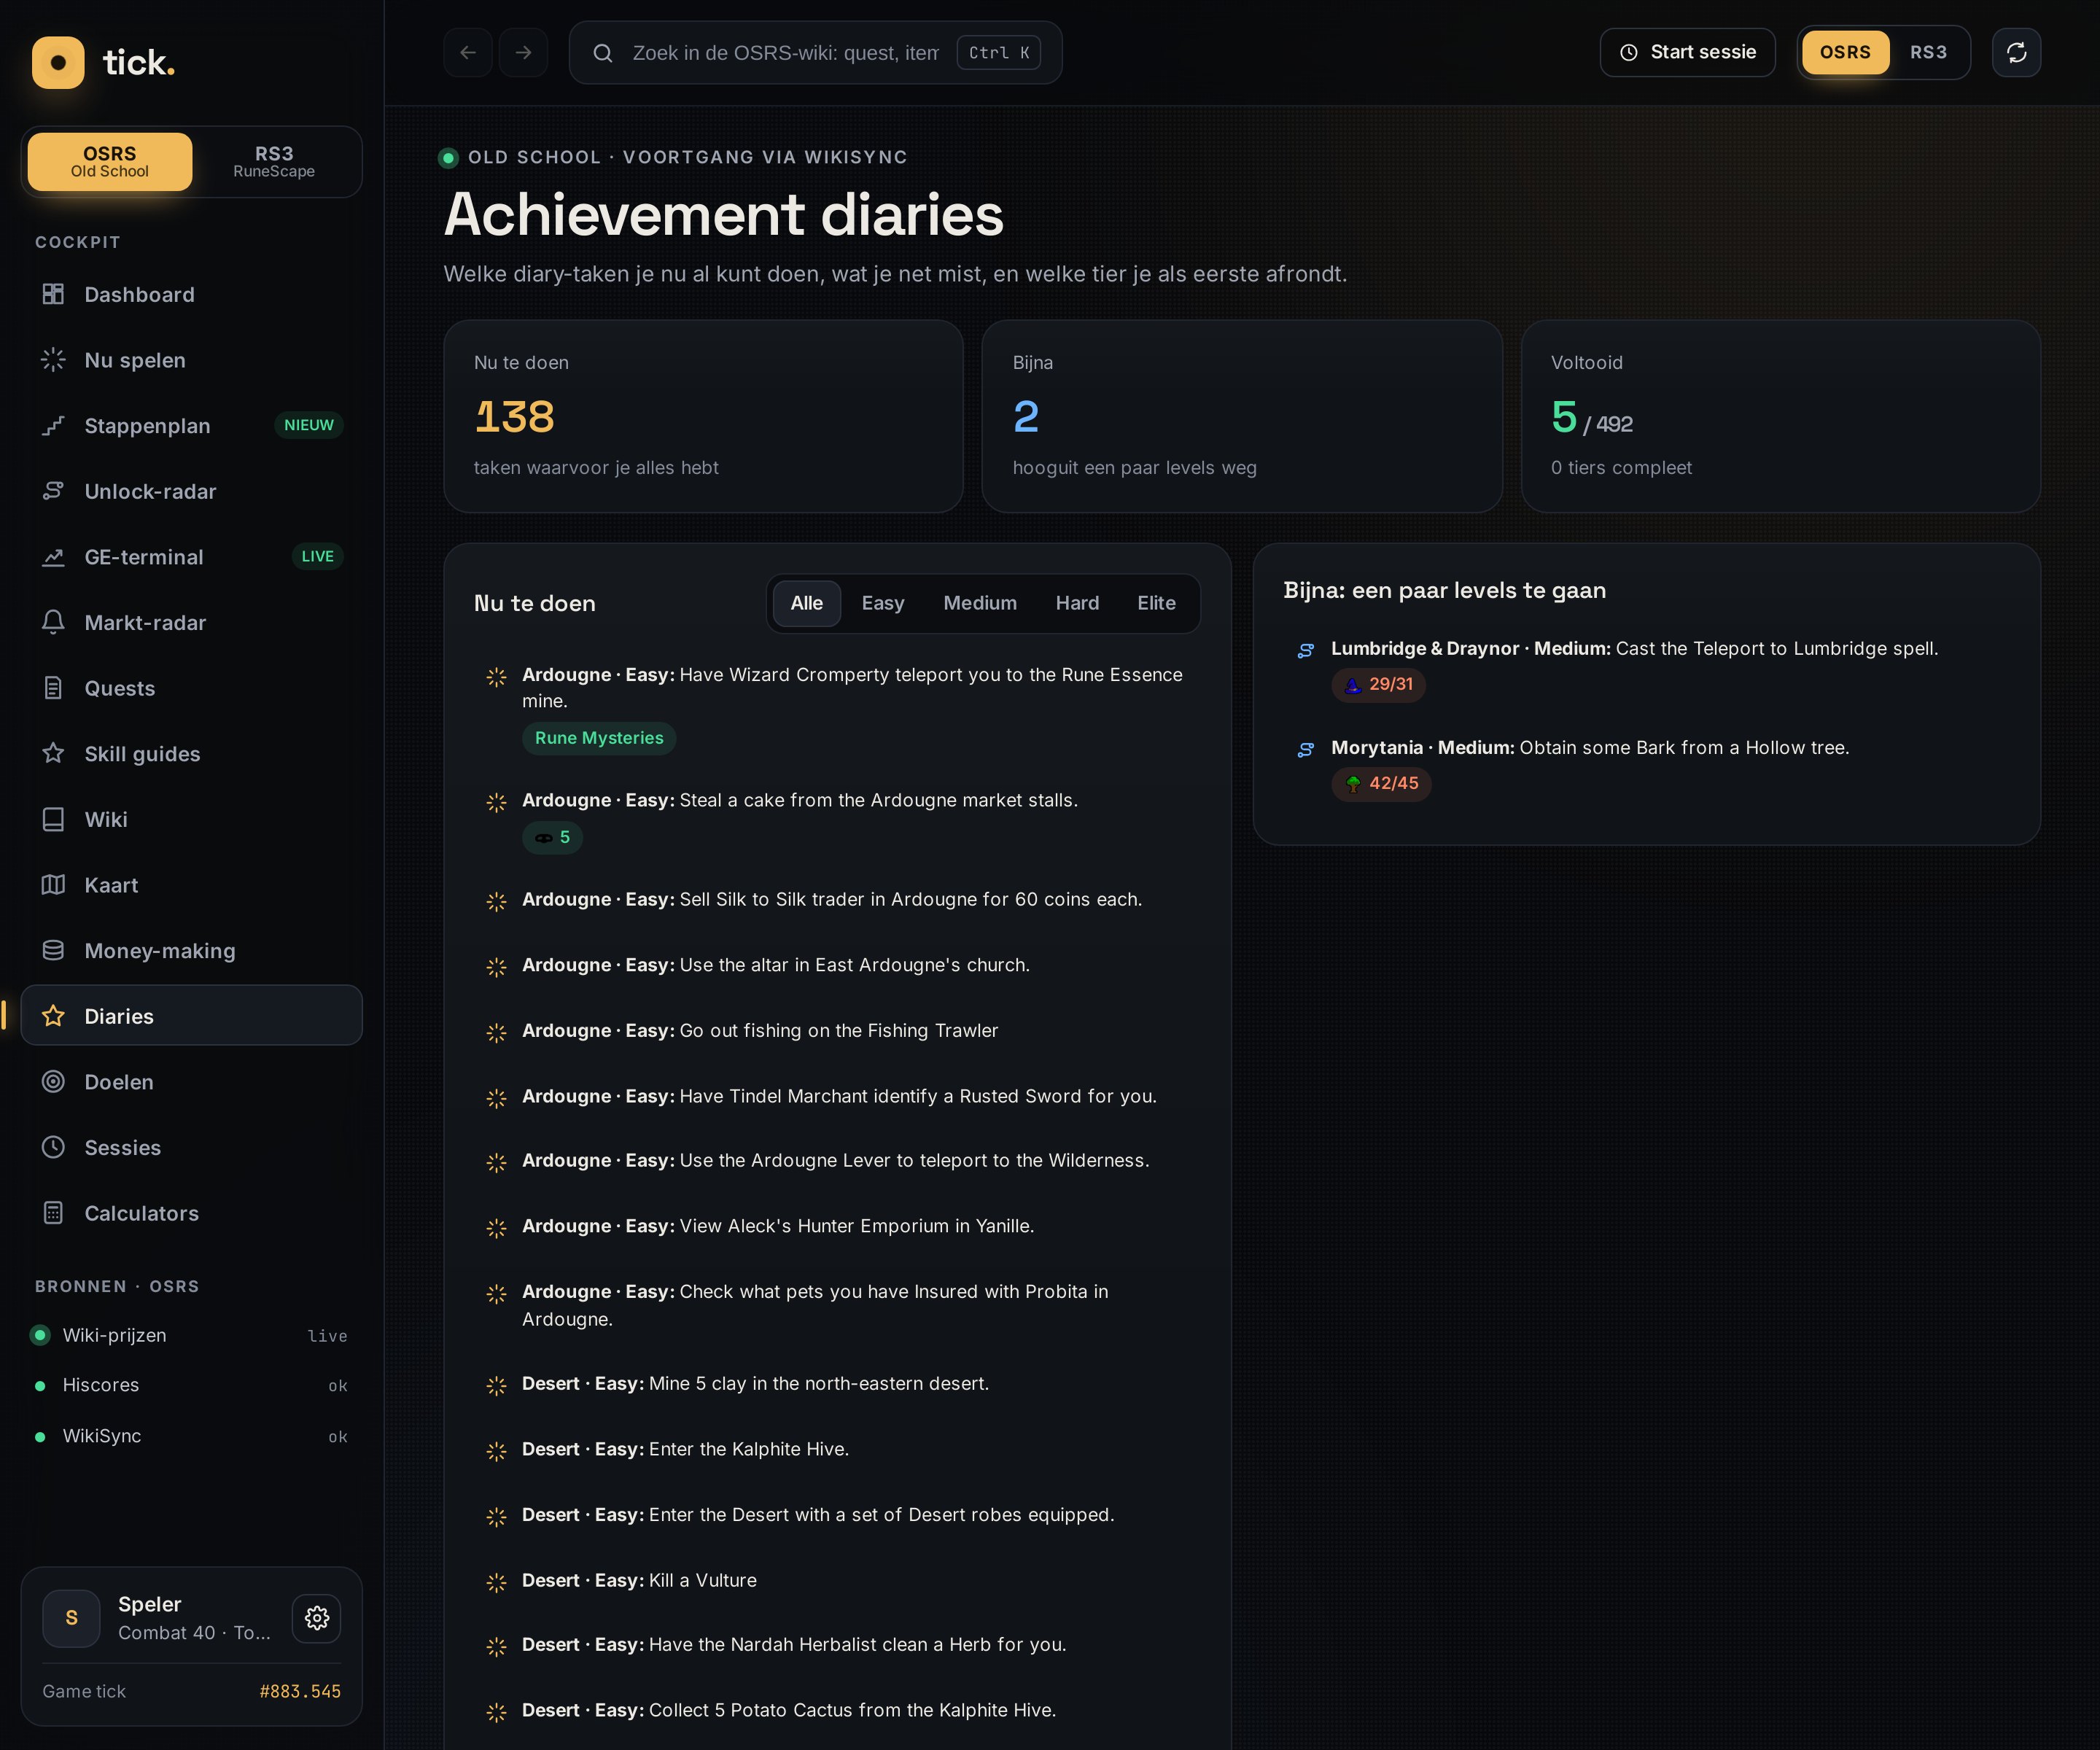 tick.
OSRS
Old School
RS3
RuneScape
COCKPIT
Dashboard
Nu spelen
Stappenplan NIEUW
Unlock-radar
GE-terminal LIVE
Markt-radar
Quests
Skill guides
Wiki
Kaart
Money-making
Diaries
Doelen
Sessies
Calculators
BRONNEN · OSRS
Wiki-prijzen live
Hiscores ok
WikiSync ok
S
Speler
Combat 40 · To...
Game tick #883.545
Zoek in de OSRS-wiki: quest, item Ctrl K
Start sessie
OSRS RS3
OLD SCHOOL · VOORTGANG VIA WIKISYNC
Achievement diaries
Welke diary-taken je nu al kunt doen, wat je net mist, en welke tier je als eerste afrondt.
Nu te doen
138
taken waarvoor je alles hebt
Bijna
2
hooguit een paar levels weg
Voltooid
5 / 492
0 tiers compleet
Nu te doen
Alle Easy Medium Hard Elite
Ardougne · Easy: Have Wizard Cromperty teleport you to the Rune Essence
mine.
Rune Mysteries
Ardougne · Easy: Steal a cake from the Ardougne market stalls.
5
Ardougne · Easy: Sell Silk to Silk trader in Ardougne for 60 coins each.
Ardougne · Easy: Use the altar in East Ardougne's church.
Ardougne · Easy: Go out fishing on the Fishing Trawler
Ardougne · Easy: Have Tindel Marchant identify a Rusted Sword for you.
Ardougne · Easy: Use the Ardougne Lever to teleport to the Wilderness.
Ardougne · Easy: View Aleck's Hunter Emporium in Yanille.
Ardougne · Easy: Check what pets you have Insured with Probita in
Ardougne.
Desert · Easy: Mine 5 clay in the north-eastern desert.
Desert · Easy: Enter the Kalphite Hive.
Desert · Easy: Enter the Desert with a set of Desert robes equipped.
Desert · Easy: Kill a Vulture
Desert · Easy: Have the Nardah Herbalist clean a Herb for you.
Desert · Easy: Collect 5 Potato Cactus from the Kalphite Hive.
Bijna: een paar levels te gaan
Lumbridge & Draynor · Medium: Cast the Teleport to Lumbridge spell.
29/31
Morytania · Medium: Obtain some Bark from a Hollow tree.
42/45